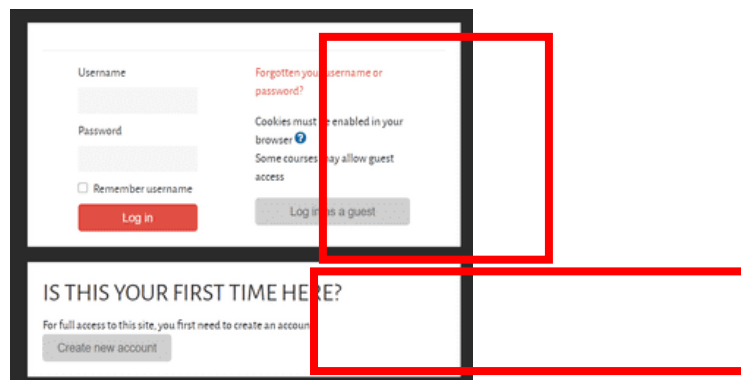 Username
Password
Remember username
Log in
Forgotten your username or
password?
Cookies must be enabled in your
browser
Some courses may allow guest
access
Log in as a guest
IS THIS YOUR FIRST TIME HERE?
For full access to this site, you first need to create an account
Create new account